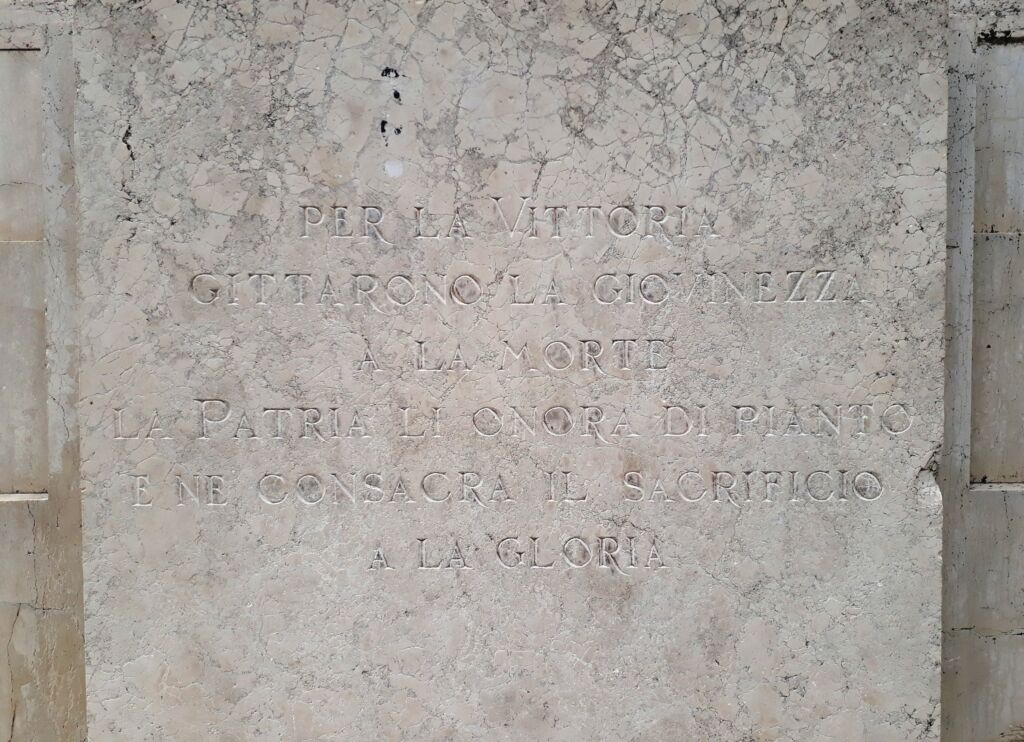 PER LA VITTORIA
GITTARONO LA GIOVINEZZA
A LA MORTE
LA PATRIA LI ONORA DI PIANTO
E NE CONSACRA IL SACRIFICIO
A LA GLORIA